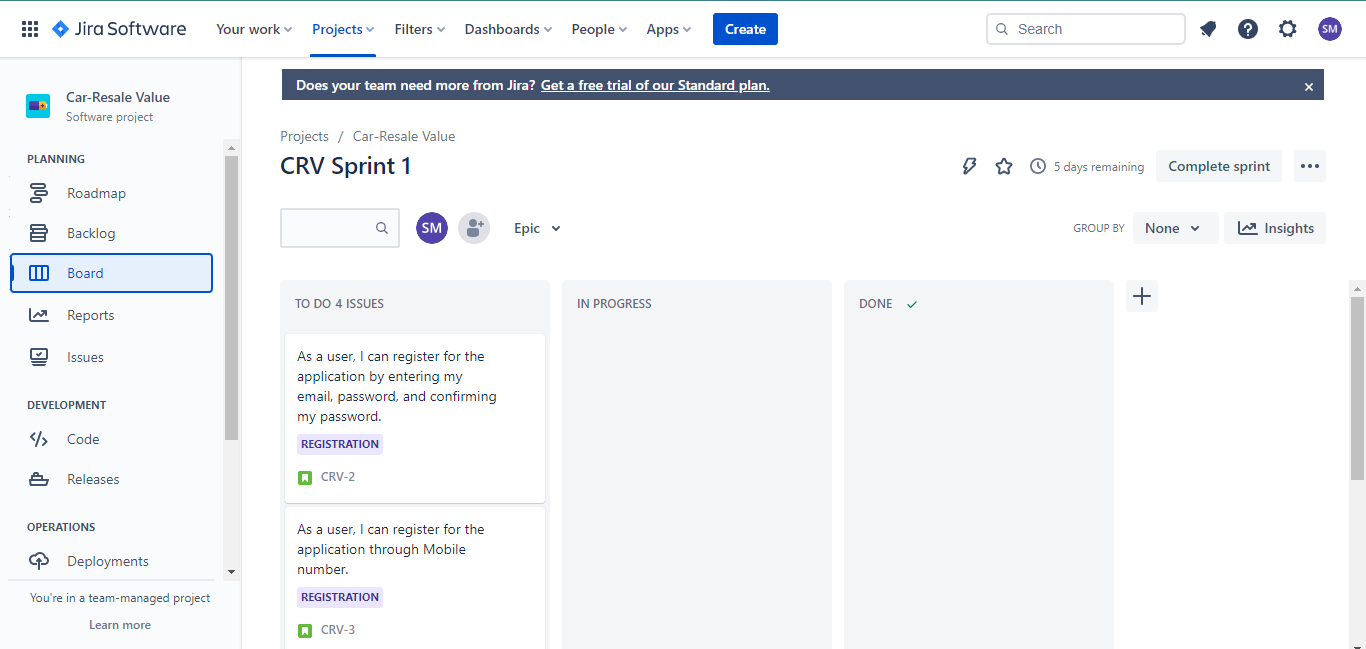 Jira Software
Your work
Projects
Filters
Dashboards
People
Apps
Create
Search
SM
Car-Resale Value
Software project
PLANNING
Roadmap
Backlog
Board
Reports
Issues
DEVELOPMENT
Code
Releases
OPERATIONS
Deployments
You're in a team-managed project
Learn more
Does your team need more from Jira? Get a free trial of our Standard plan.
Projects / Car-Resale Value
CRV Sprint 1
5 days remaining
Complete sprint
SM
Epic
GROUP BY
None
Insights
TO DO 4 ISSUES
As a user, I can register for the
application by entering my
email, password, and confirming
my password.
REGISTRATION
CRV-2
As a user, I can register for the
application through Mobile
number.
REGISTRATION
CRV-3
IN PROGRESS
DONE